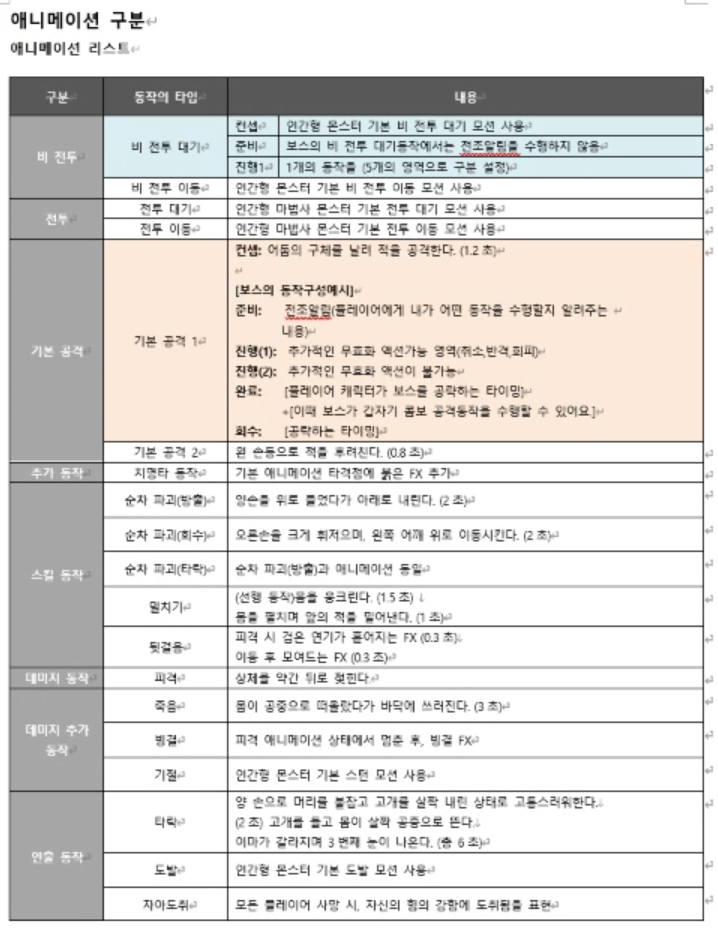 애니메이션 구분
애니메이션 리스트
구분 동작의 타입 내용
비 전투 비 전투 대기 컨셉 인간형 몬스터 기본 비 전투 대기 모션 사용
준비 보스의 비 전투 대기동작에서는 전조알림을 수행하지 않음
진행1 1개의 동작률 (5개의 영역으로 구분 설정)
비 전투 이동 인간형 몬스터 기본 비 전투 이동 모션 사용
전투 전투 대기 인간형 마법사 몬스터 기본 전투 대기 모션 사용
전투 이동 인간형 마법사 몬스터 기본 전투 이동 모션 사용
기본 공격 기본 공격 1 컨셉: 어둠의 구체를 날려 적을 공격한다. (1.2 초)
[보스의 동작구성예시]
준비: 전조알림(플레이어에게 내가 어떤 동작을 수행할지 알려주는
내용)
진행(1): 추가적인 무효화 액션가능 영역(취소,반격,회피)
진행(2): 추가적인 무효화 액션이 불가능
완료: [플레이어 캐릭터가 보스를 공략하는 타이밍]
+[이때 보스가 갑자기 콤보 공격동작을 수행할 수 있어요.]
회수: [공략하는 타이밍]
기본 공격 2 왼 손등으로 적을 후려친다. (0.8 초)
추가 동작 치명타 동작 기본 애니메이션 타격점에 붉은 FX 추가
스킬 동작 순차 파괴(방출) 양손을 위로 들었다가 아래로 내린다. (2 초)
순차 파괴(회수) 오른손을 크게 휘저으며, 왼쪽 어깨 위로 이동시킨다. (2 초)
순차 파괴(타락) 순차 파괴(방출)과 애니메이션 동일
밀치기 (선행 동작)몸을 웅크린다. (1.5 초)
몸을 펼치며 앞의 적을 밀어낸다. (1 초)
뒷걸음 피격 시 검은 연기가 흩어지는 FX (0.3 초)
이동 후 모여드는 FX (0.3 초)
데미지 동작 피격 상체를 약간 뒤로 젖힌다.
데미지 추가 동작 죽음 몸이 공중으로 떠올랐다가 바닥에 쓰러진다. (3 초)
빙결 피격 애니메이션 상태에서 멈춘 후, 빙결 FX
기절 인간형 몬스터 기본 스턴 모션 사용
연출 동작 타락 양 손으로 머리를 붙잡고 고개를 살짝 내린 상태로 고통스러워한다.
(2 초) 고개를 들고 몸이 살짝 공중으로 뜬다.
이마가 갈라지며 3 번째 눈이 나온다. (총 6 초)
도발 인간형 몬스터 기본 도발 모션 사용
자아도취 모든 플레이어 사망 시, 자신의 힘의 강함에 도취됨을 표현